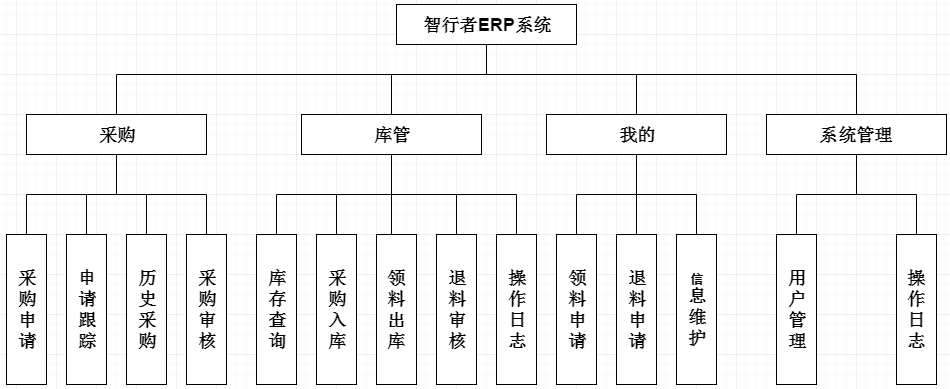 智行者ERP系统
采购
库管
我的
系统管理
采购申请
申请跟踪
历史采购
采购审核
库存查询
采购入库
领料出库
退料审核
操作日志
领料申请
退料申请
信息维护
用户管理
操作日志